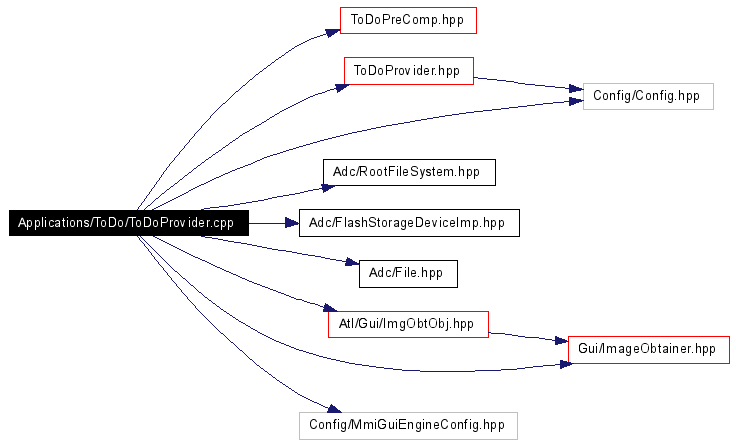 ToDoPreComp.hpp
ToDoProvider.hpp
Config/Config.hpp
Adc/RootFileSystem.hpp
Applications/ToDo/ToDoProvider.cpp
Adc/FlashStorageDeviceImp.hpp
Adc/File.hpp
Atl/Gui/ImgObtObj.hpp
Gui/ImageObtainer.hpp
Config/MmiGuiEngineConfig.hpp